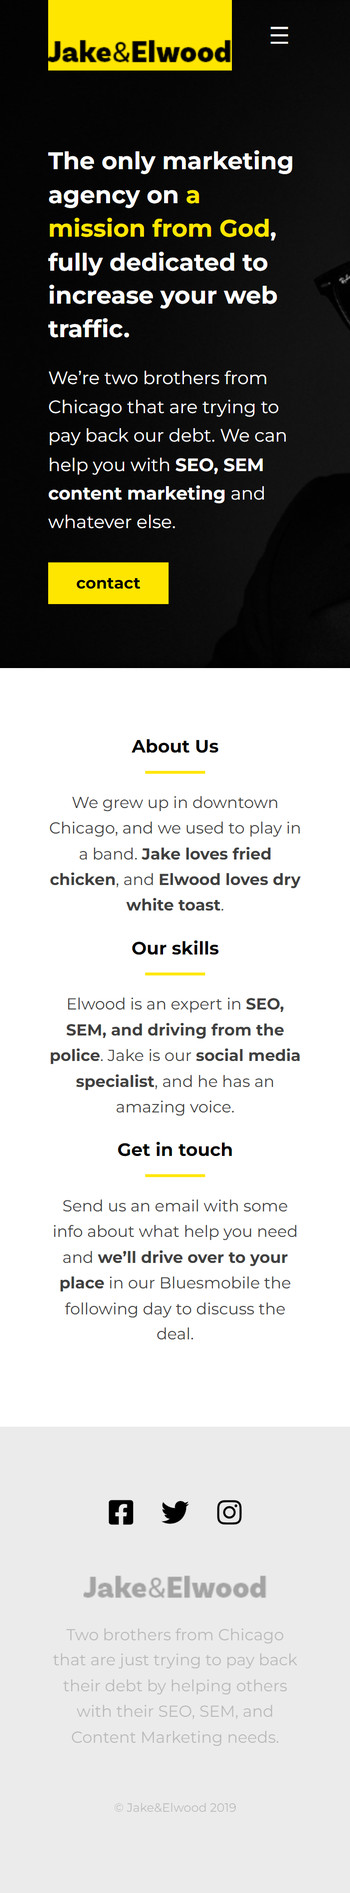 Jake&Elwood
The only marketing
agency on a
mission from God,
fully dedicated to
increase your web
traffic.
We’re two brothers from
Chicago that are trying to
pay back our debt. We can
help you with SEO, SEM
content marketing and
whatever else.
contact
About Us
We grew up in downtown
Chicago, and we used to play in
a band. Jake loves fried
chicken, and Elwood loves dry
white toast.
Our skills
Elwood is an expert in SEO,
SEM, and driving from the
police. Jake is our social media
specialist, and he has an
amazing voice.
Get in touch
Send us an email with some
info about what help you need
and we’ll drive over to your
place in our Bluesmobile the
following day to discuss the
deal.
Jake&Elwood
Two brothers from Chicago
that are just trying to pay back
their debt by helping others
with their SEO, SEM, and
Content Marketing needs.
© Jake&Elwood 2019